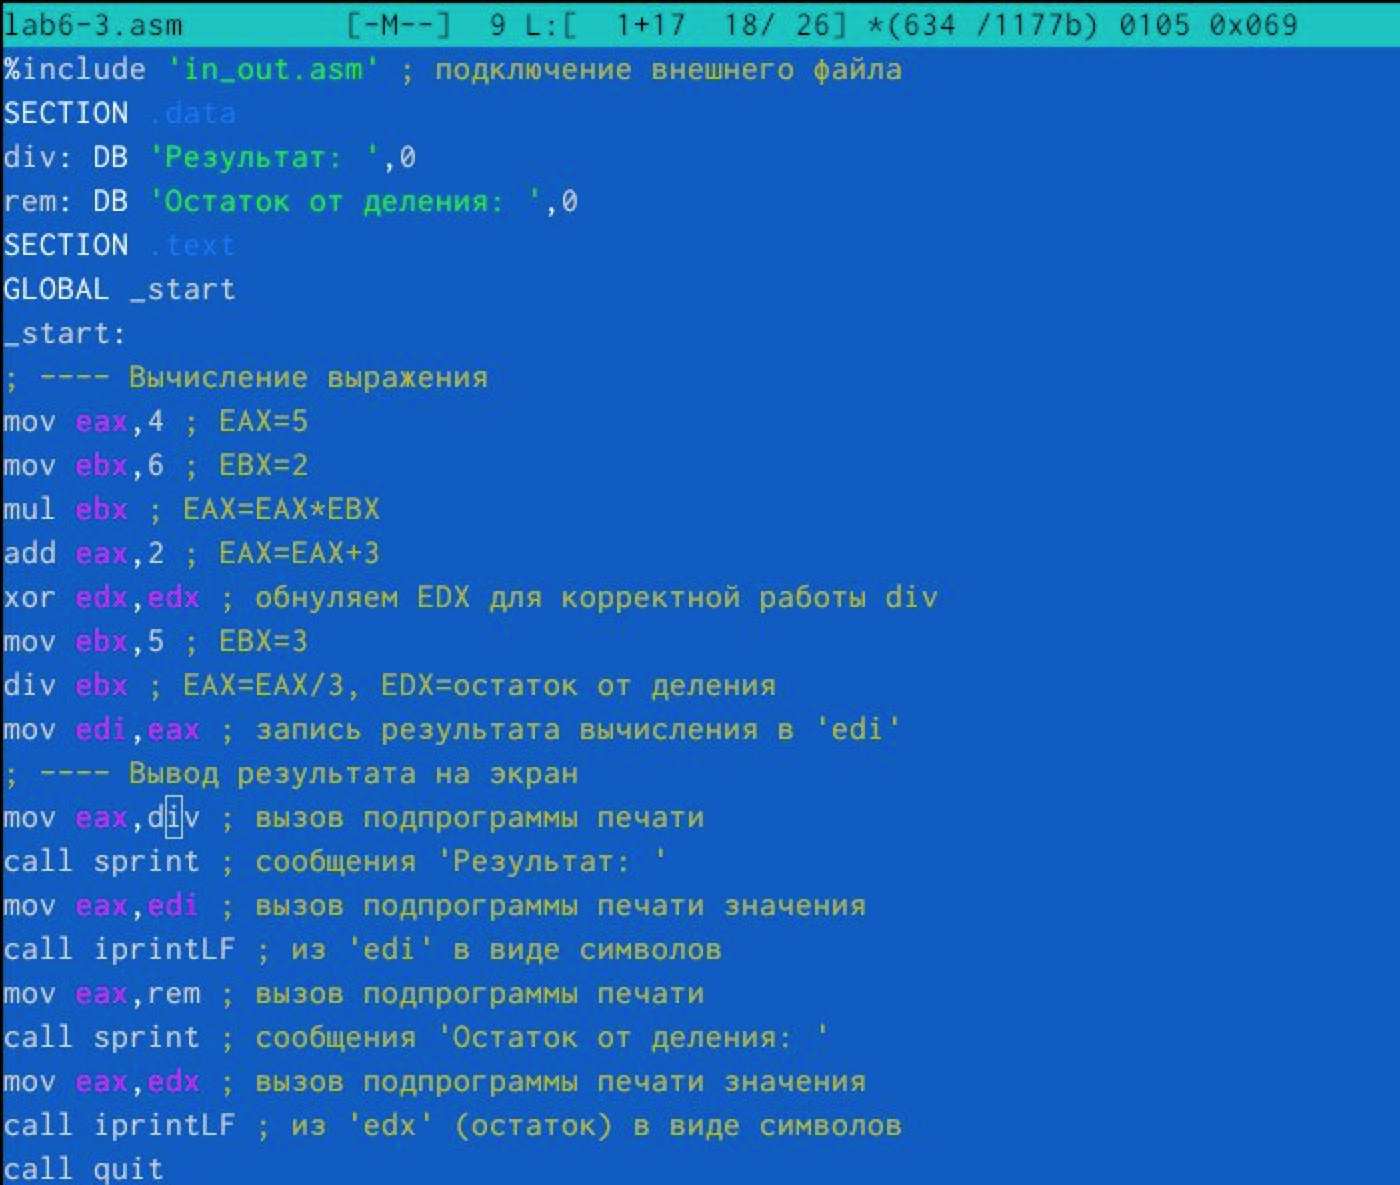 lab6-3.asm [-M--] 9 L:[ 1+17 18/ 26] *(634 /1177b) 0105 0x069
%include 'in_out.asm' ; подключение внешнего файла
SECTION .data
div: DB 'Результат: ',0
rem: DB 'Остаток от деления: ',0
SECTION .text
GLOBAL _start
_start:
; ---- Вычисление выражения
mov eax,4 ; EAX=5
mov ebx,6 ; EBX=2
mul ebx ; EAX=EAX*EBX
add eax,2 ; EAX=EAX+3
xor edx,edx ; обнуляем EDX для корректной работы div
mov ebx,5 ; EBX=3
div ebx ; EAX=EAX/3, EDX=остаток от деления
mov edi,eax ; запись результата вычисления в 'edi'
; ---- Вывод результата на экран
mov eax,div ; вызов подпрограммы печати
call sprint ; сообщения 'Результат: '
mov eax,edi ; вызов подпрограммы печати значения
call iprintLF ; из 'edi' в виде символов
mov eax,rem ; вызов подпрограммы печати
call sprint ; сообщения 'Остаток от деления: '
mov eax,edx ; вызов подпрограммы печати значения
call iprintLF ; из 'edx' (остаток) в виде символов
call quit